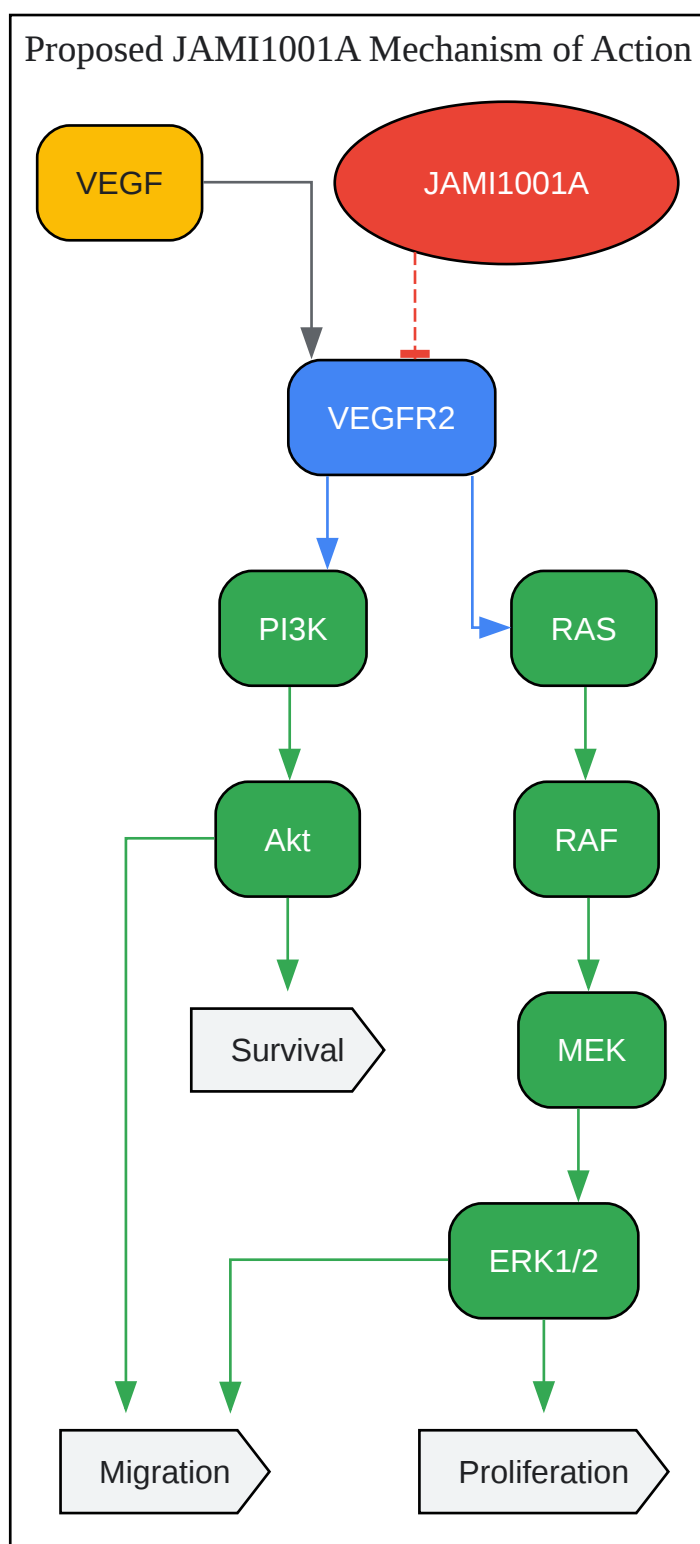 Proposed JAMI1001A Mechanism of Action
VEGF
JAMI1001A
VEGFR2
PI3K
RAS
Akt
RAF
Survival
MEK
ERK1/2
Migration
Proliferation